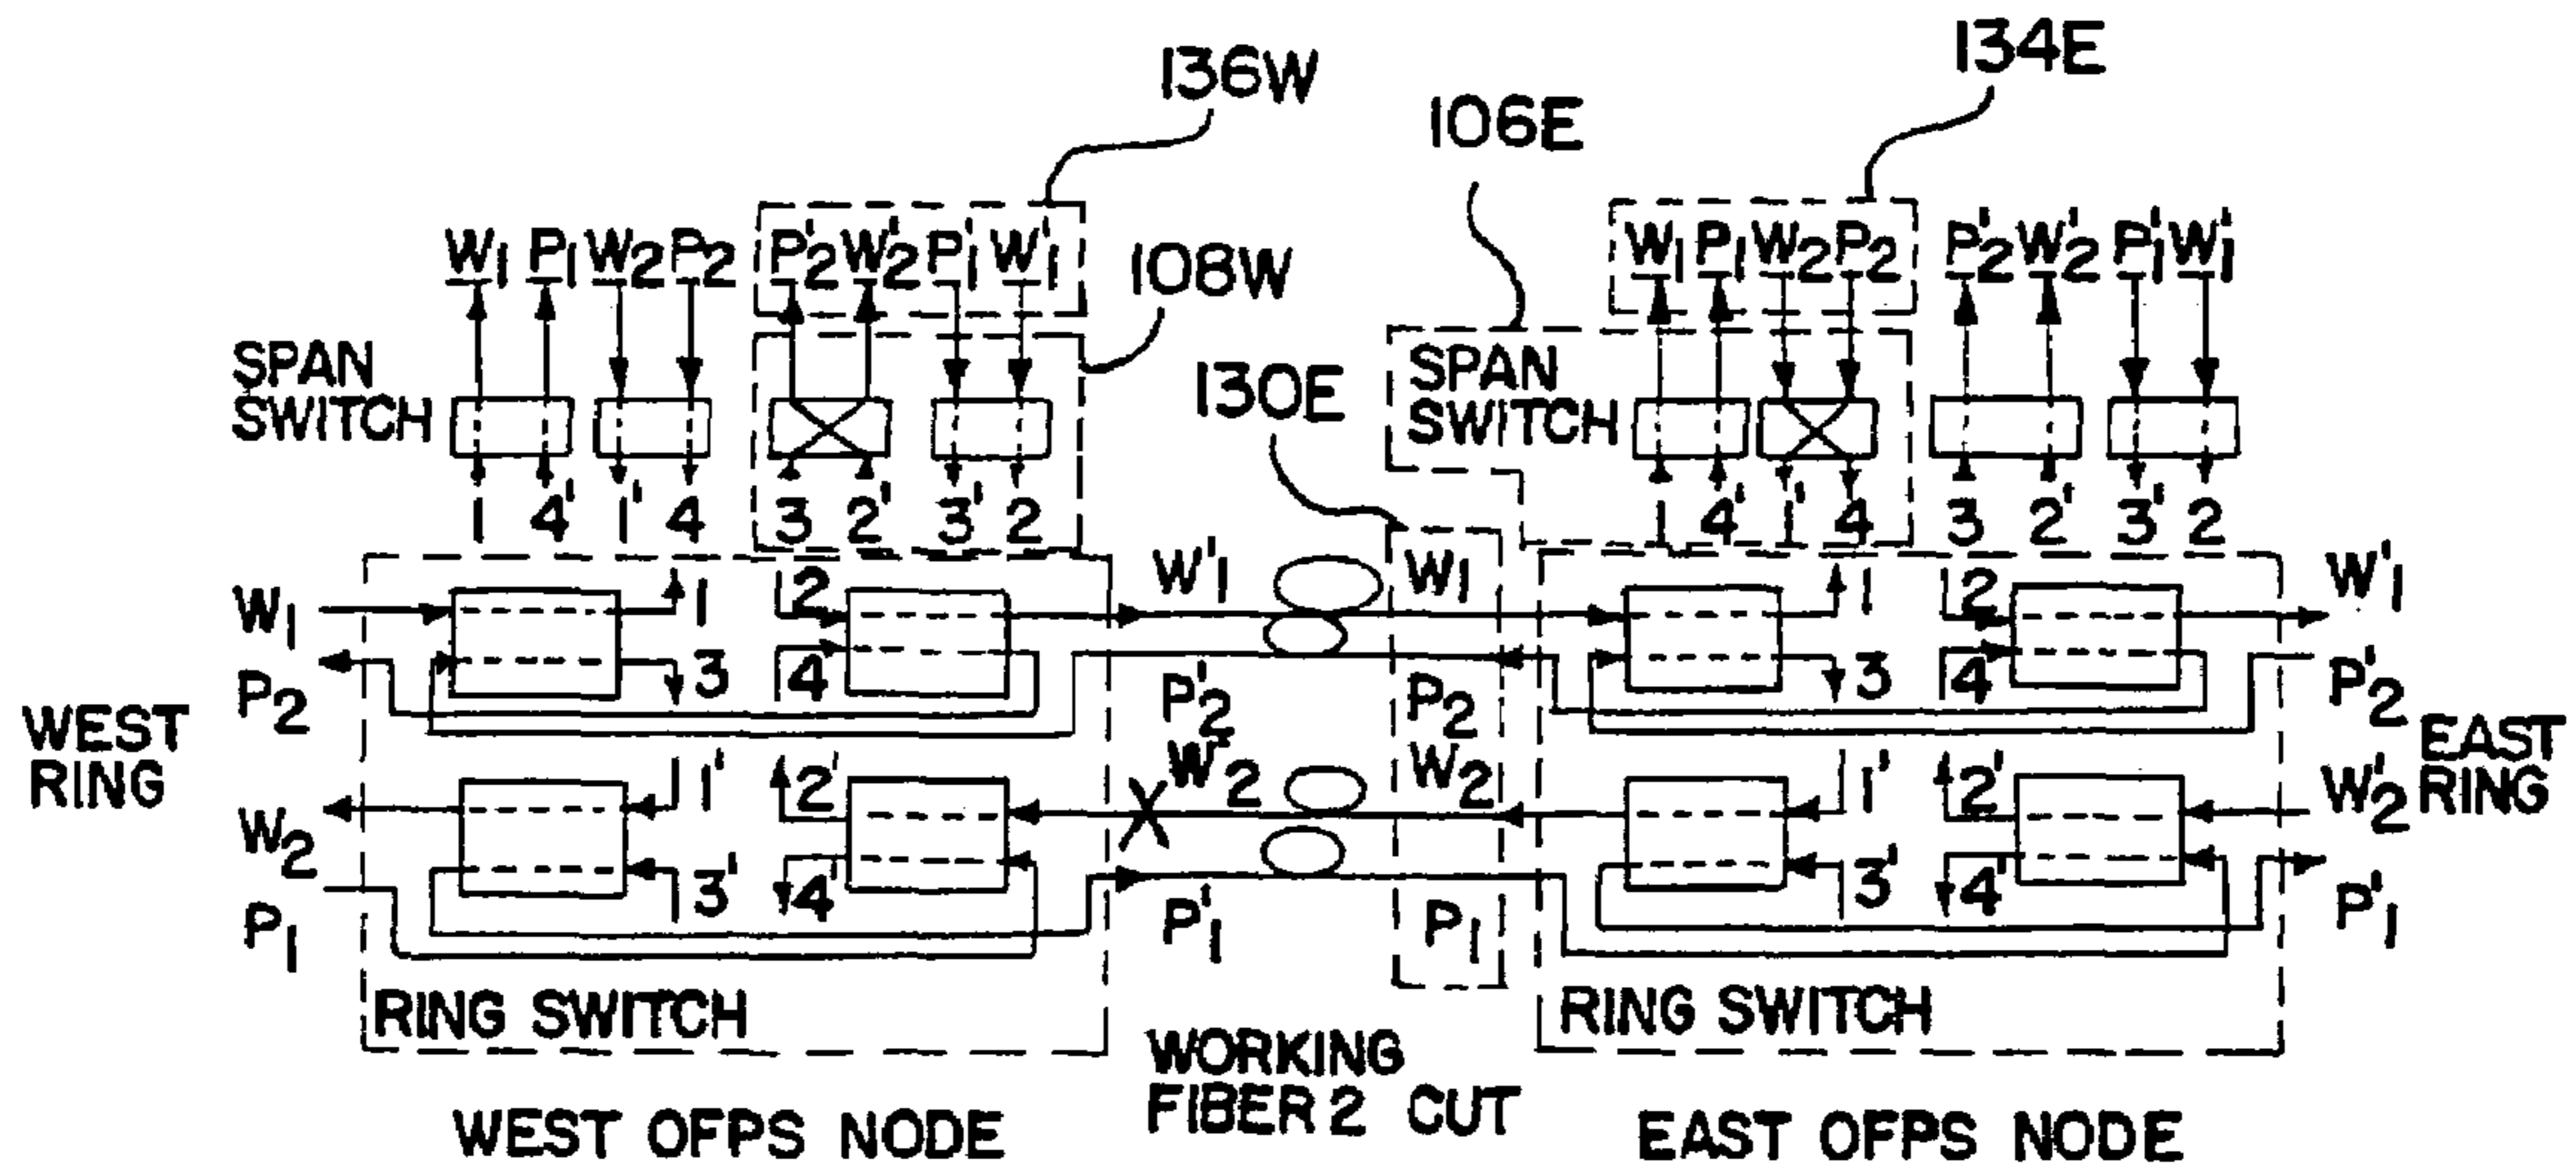 136W
134E
106E
W1 P1 W2 P2
P'2 W'2 P'1 W'1
108W
W1 P1 W2 P2
P'2 W'2 P'1 W'1
130E
SPAN
SWITCH
SPAN
SWITCH
1 4' 1' 4
3 2' 3' 2
1 4' 1' 4
3 2' 3' 2
W1
1
2
W'1
W1
1
2
W'1
P2
3
4
P'2
P2
3
4
P'2
WEST
RING
EAST
RING
W2
1'
2'
X
W'2
W2
1'
2'
W'2
P1
3'
4'
P'1
P1
3'
4'
P'1
RING SWITCH
RING SWITCH
WORKING
FIBER 2 CUT
WEST OFPS NODE
EAST OFPS NODE